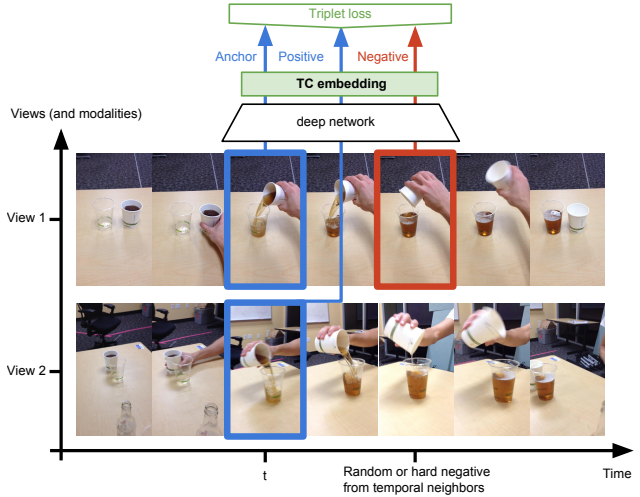 Triplet loss
Anchor Positive Negative
TC embedding
deep network
Views (and modalities)
View 1
View 2
t
Random or hard negative
from temporal neighbors
Time